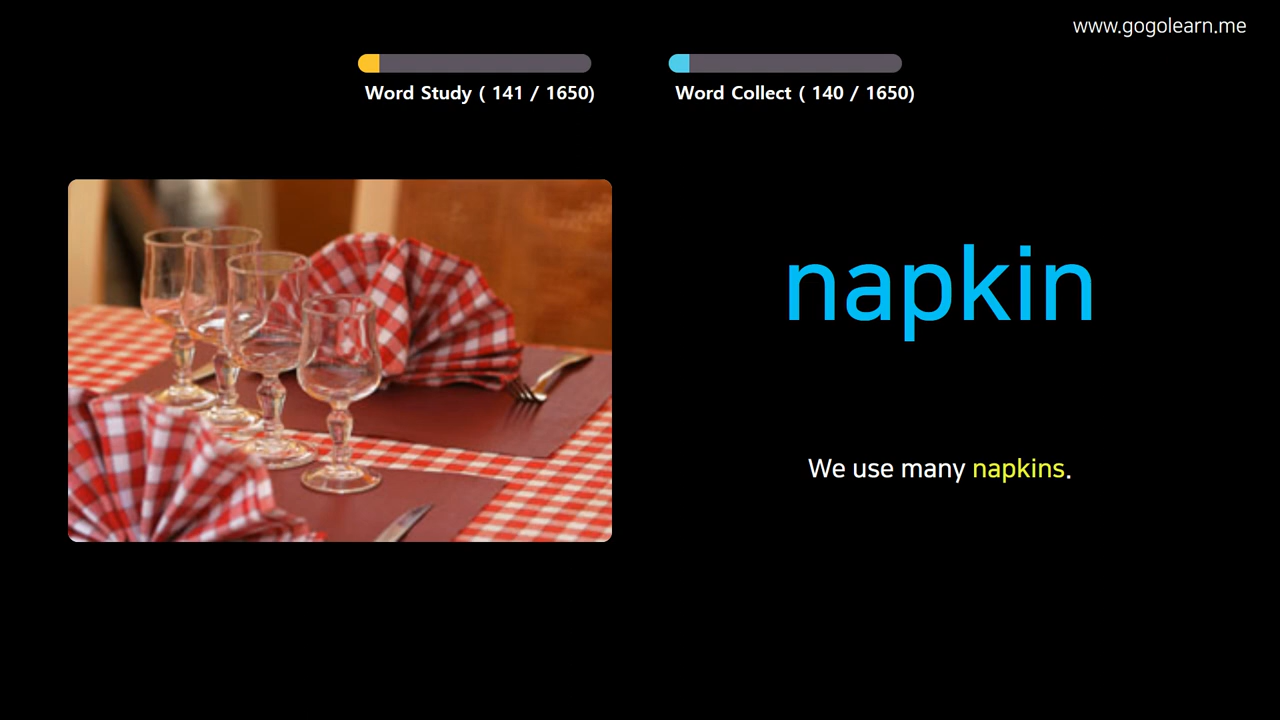 www.gogolearn.me
Word Study ( 141 / 1650)
Word Collect ( 140 / 1650)
napkin
We use many napkins.